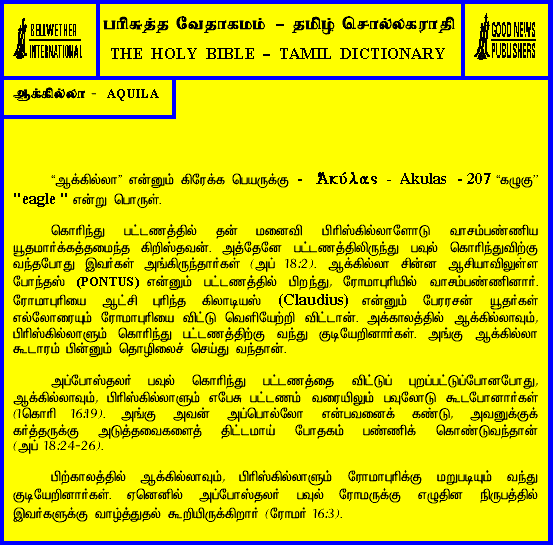 BELLWETHER
INTERNATIONAL
பரிசுத்த வேதாகமம் – தமிழ் சொல்லகராதி
THE HOLY BIBLE – TAMIL DICTIONARY
GOOD NEWS
PUBLISHERS
ஆக்கில்லா - AQUILA
“ஆக்கில்லா” என்னும் கிரேக்க பெயருக்கு - Ἀκύλας - Akulas - 207 “கழுகு”
"eagle " என்று பொருள்.
கொரிந்து பட்டணத்தில் தன் மனைவி பிரிஸ்கில்லாளோடு வாசம்பண்ணிய
யூதமார்க்கத்தமைந்த கிறிஸ்தவன். அத்தேனே பட்டணத்திலிருந்து பவுல் கொரிந்துவிற்கு
வந்தபோது இவர்கள் அங்கிருந்தார்கள் (அப் 18:2). ஆக்கில்லா சின்ன ஆசியாவிலுள்ள
போந்தஸ் (PONTUS) என்னும் பட்டணத்தில் பிறந்து, ரோமாபுரியில் வாசம்பண்ணினார்.
ரோமாபுரியை ஆட்சி புரிந்த கிலாடியஸ் (Claudius) என்னும் பேரரசன் யூதர்கள்
எல்லோரையும் ரோமாபுரியை விட்டு வெளியேற்றி விட்டான். அக்காலத்தில் ஆக்கில்லாவும்,
பிரிஸ்கில்லாளும் கொரிந்து பட்டணத்திற்கு வந்து குடியேறினார்கள். அங்கு ஆக்கில்லா
கூடாரம் பின்னும் தொழிலைச் செய்து வந்தான்.
அப்போஸ்தலர் பவுல் கொரிந்து பட்டணத்தை விட்டுப் புறப்பட்டுப்போனபோது,
ஆக்கில்லாவும், பிரிஸ்கில்லாளும் எபேசு பட்டணம் வரையிலும் பவுலோடு கூடபோனார்கள்
(1கொரி 16:19). அங்கு அவன் அப்பொல்லோ என்பவனைக் கண்டு, அவனுக்குக்
கர்த்தருக்கு அடுத்தவைகளைத் திட்டமாய் போதகம் பண்ணிக் கொண்டுவந்தான்
(அப் 18:24-26).
பிற்காலத்தில் ஆக்கில்லாவும், பிரிஸ்கில்லாளும் ரோமாபுரிக்கு மறுபடியும் வந்து
குடியேறினார்கள். ஏனெனில் அப்போஸ்தலர் பவுல் ரோமருக்கு எழுதின நிருபத்தில்
இவர்களுக்கு வாழ்த்துதல் கூறியிருக்கிறார் (ரோமர் 16:3).